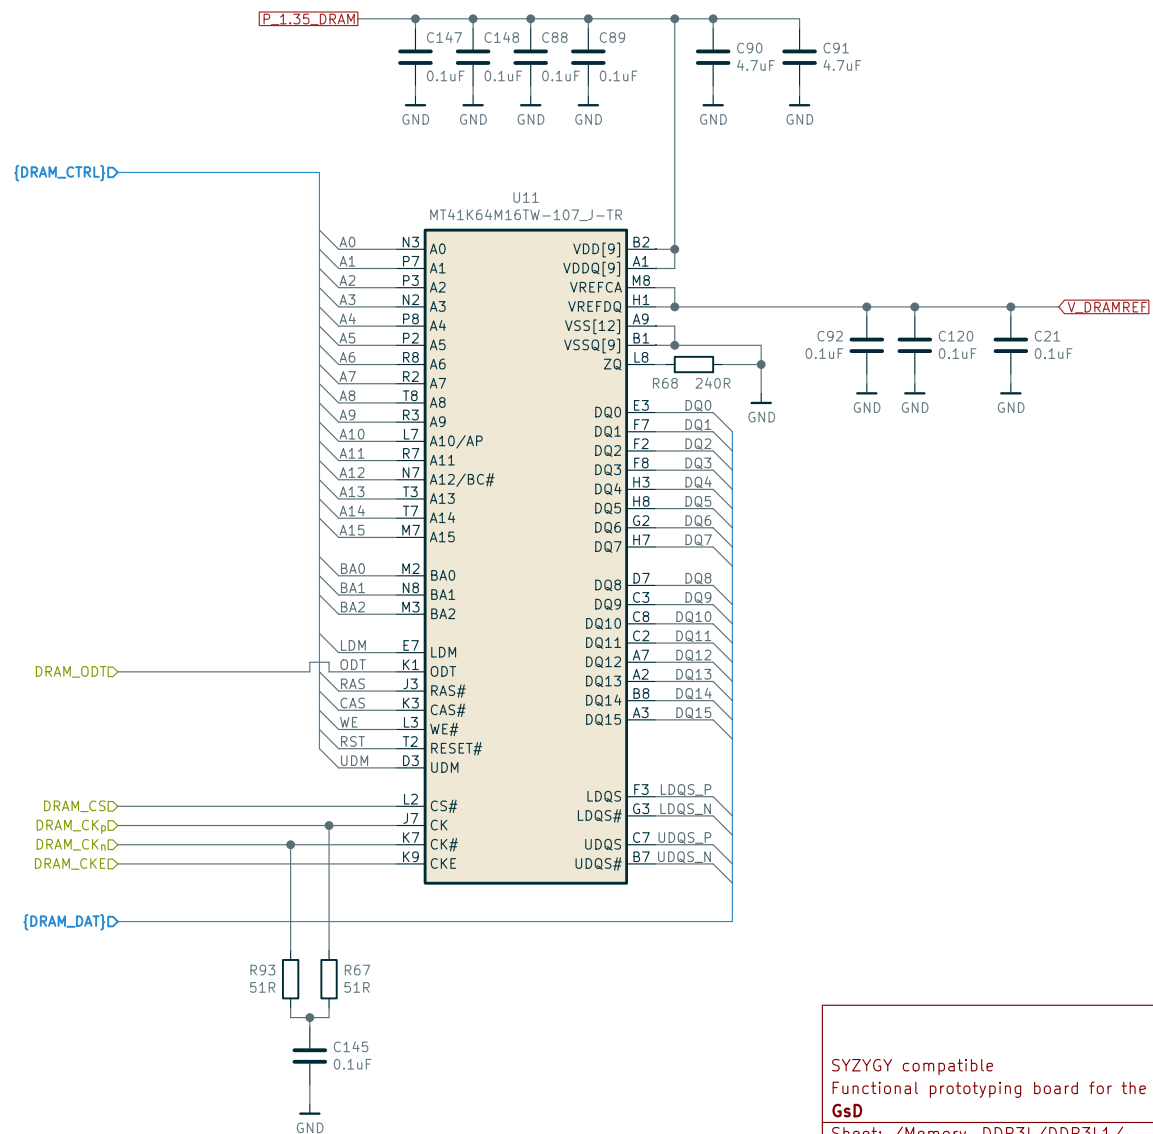 P_1.35_DRAM
C147 C148 C88 C89 C90 C91
0.1uF 0.1uF 0.1uF 0.1uF 4.7uF 4.7uF
GND GND GND GND GND GND
{DRAM_CTRL}
U11
MT41K64M16TW-107_J-TR
A0 N3 A0 VDD[9] B2
A1 P7 A1 VDDQ[9] A1
A2 P3 A2 VREFCA M8
A3 N2 A3 VREFDQ H1 V_DRAMREF
A4 P8 A4 VSS[12] A9
A5 P2 A5 VSSQ[9] B1
C92 C120 C21
0.1uF 0.1uF 0.1uF
A6 R8 A6 ZQ L8
A7 R2 A7 R68 240R
GND GND GND
A8 T8 A8
A9 R3 A9 DQ0 E3 DQ0
GND
A10 L7 A10/AP DQ1 F7 DQ1
A11 R7 A11 DQ2 F2 DQ2
A12 N7 A12/BC# DQ3 F8 DQ3
A13 T3 A13 DQ4 H3 DQ4
A14 T7 A14 DQ5 H8 DQ5
A15 M7 A15 DQ6 G2 DQ6
DQ7 H7 DQ7
BA0 M2 BA0 DQ8 D7 DQ8
BA1 N8 BA1 DQ9 C3 DQ9
BA2 M3 BA2 DQ10 C8 DQ10
DQ11 C2 DQ11
LDM E7 LDM DQ12 A7 DQ12
DRAM_ODT ODT K1 ODT DQ13 A2 DQ13
RAS J3 RAS# DQ14 B8 DQ14
CAS K3 CAS# DQ15 A3 DQ15
WE L3 WE#
RST T2 RESET#
UDM D3 UDM
LDQS F3 LDQS_P
DRAM_CS L2 CS# LDQS# G3 LDQS_N
DRAM_CKp J7 CK
DRAM_CKn K7 CK# UDQS C7 UDQS_P
DRAM_CKE K9 CKE UDQS# B7 UDQS_N
{DRAM_DAT}
R93 R67
51R 51R
C145
0.1uF
GND
SYZYGY compatible
Functional prototyping board for the
GsD
Sheet: /Memory, DDR3L/DDR3L1/